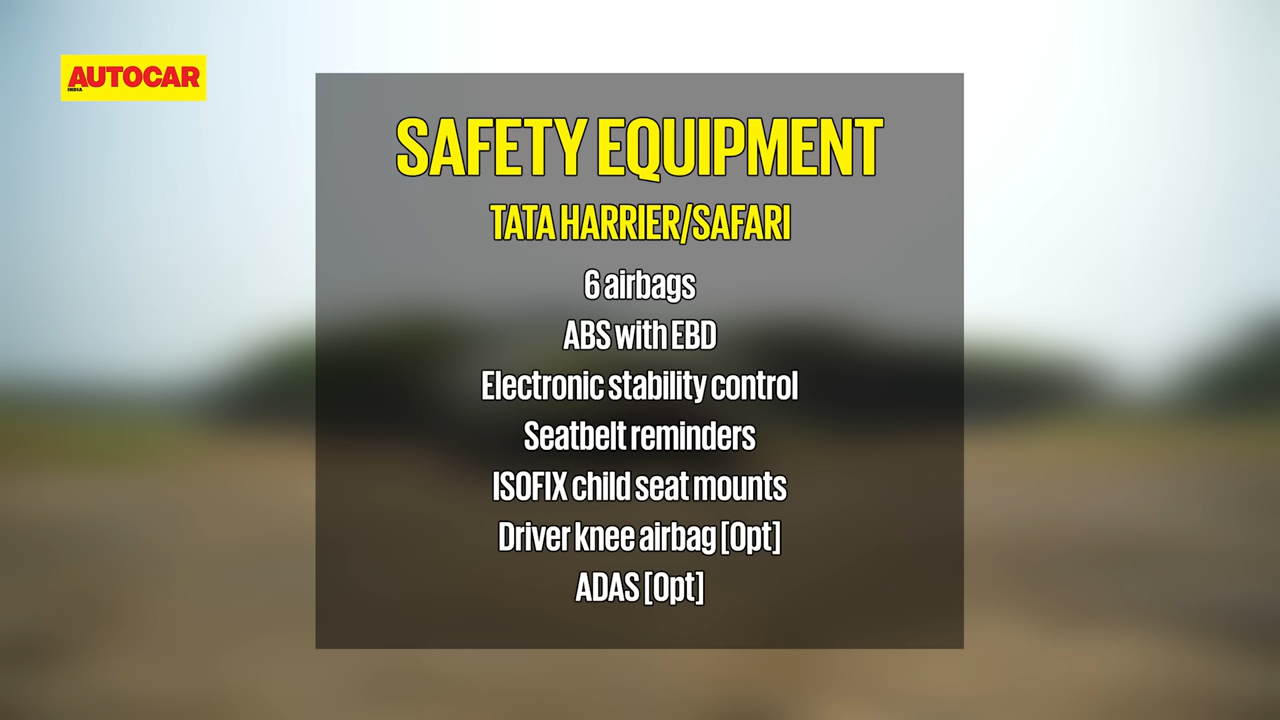 AUTOCAR
INDIA
SAFETY EQUIPMENT
TATA HARRIER/SAFARI
6 airbags
ABS with EBD
Electronic stability control
Seatbelt reminders
ISOFIX child seat mounts
Driver knee airbag [Opt]
ADAS [Opt]